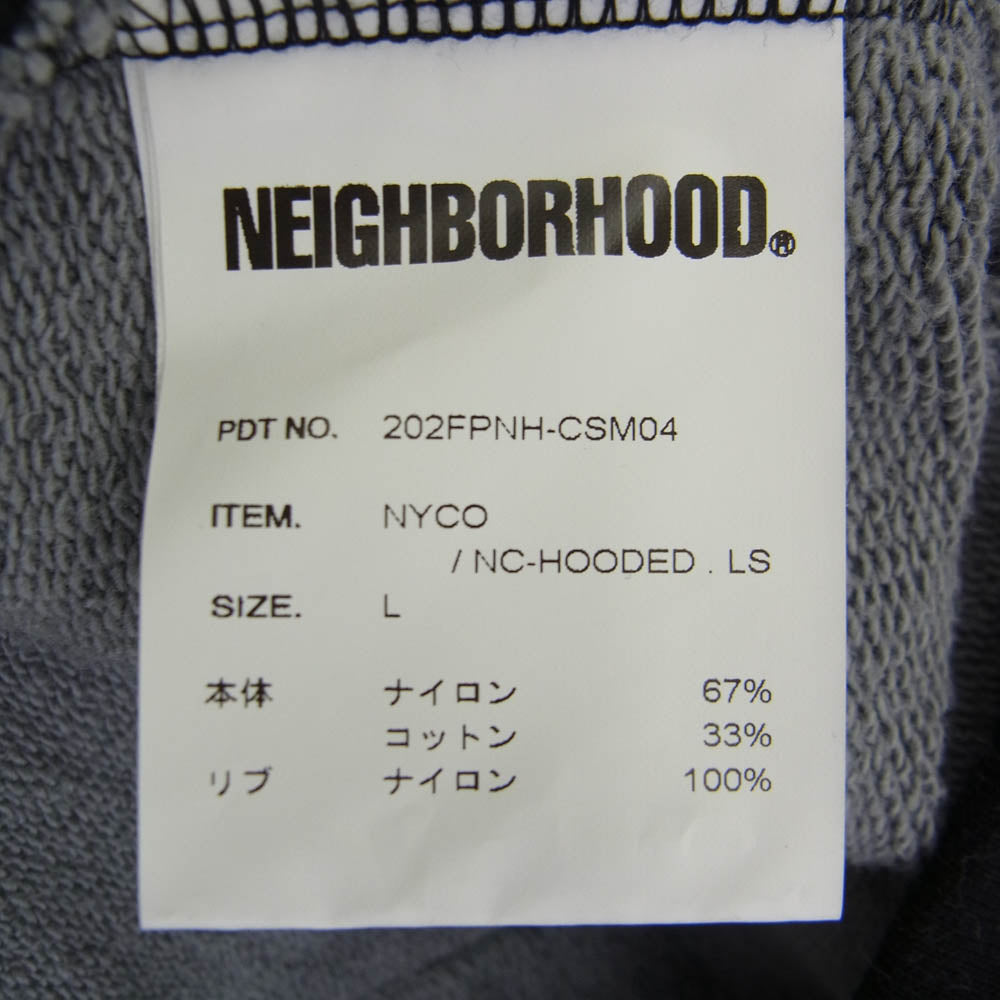 NEIGHBORHOOD®
PDT NO. 202FPNH-CSM04
ITEM. NYCO
/ NC-HOODED . LS
SIZE. L
本体 ナイロン 67%
コットン 33%
リブ ナイロン 100%